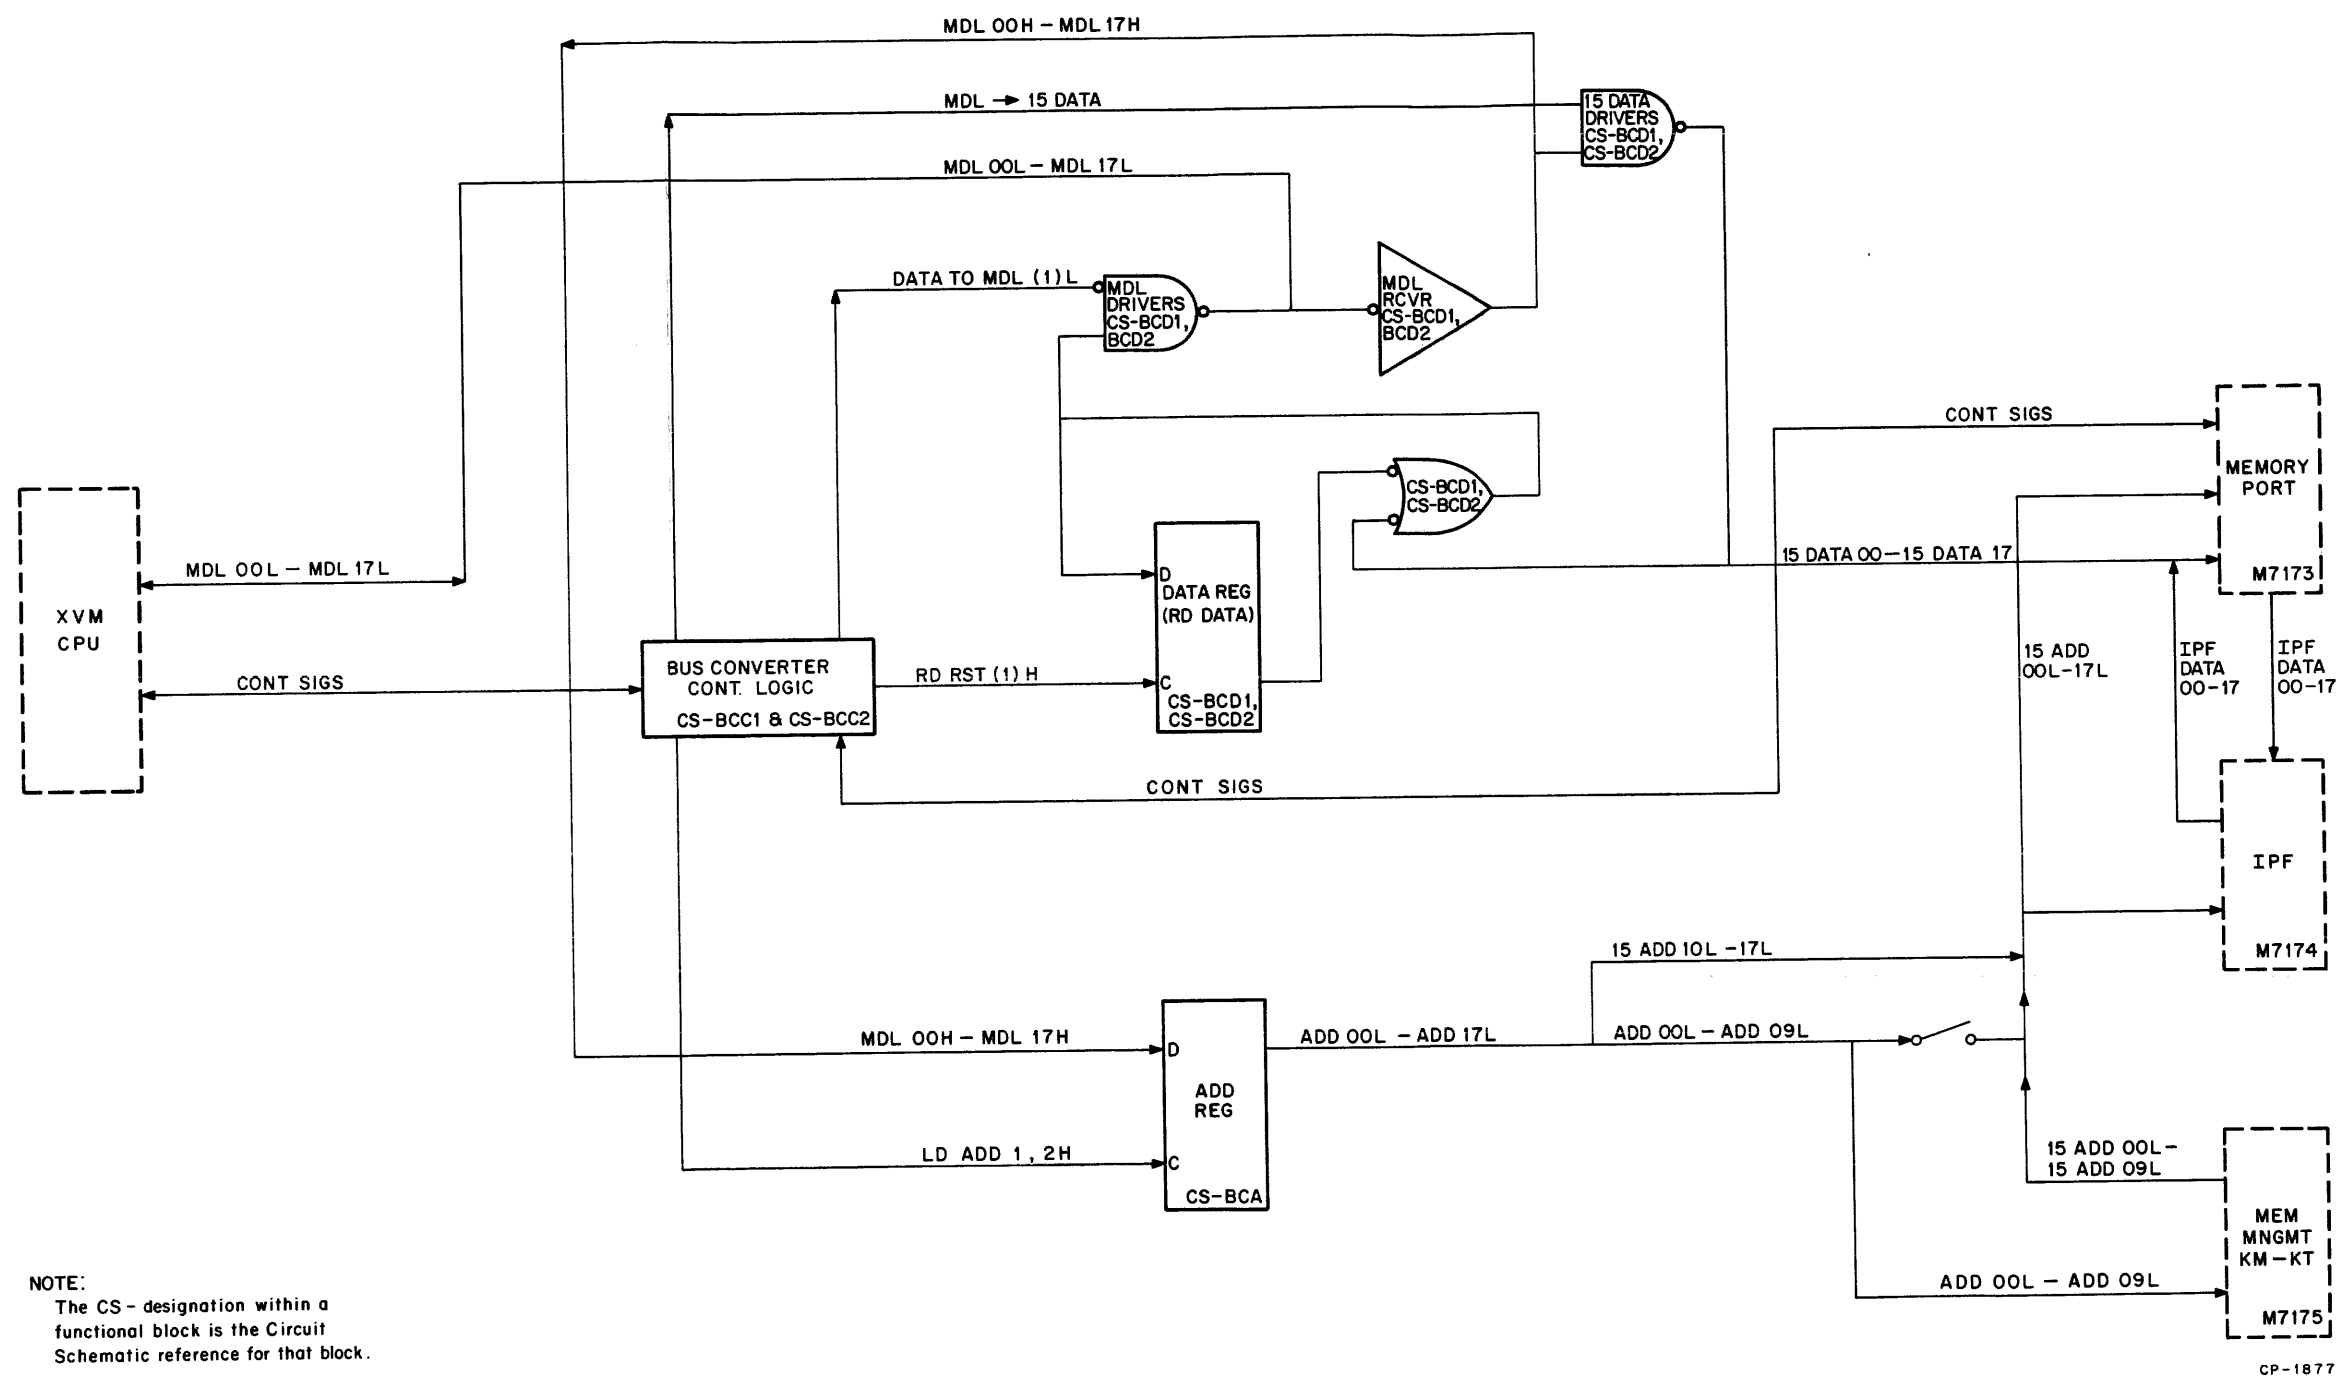 MDL 00H - MDL 17H
MDL → 15 DATA
15 DATA
DRIVERS
CS-BCD1,
CS-BCD2
MDL 00L - MDL 17L
DATA TO MDL (1) L
MDL
DRIVERS
CS-BCD1,
BCD2
MDL
RCVR
CS-BCD1,
BCD2
CONT SIGS
MEMORY
PORT
M7173
CS-BCD1,
CS-BCD2
15 DATA 00-15 DATA 17
XVM
CPU
MDL 00L - MDL 17L
CONT SIGS
D
DATA REG
(RD DATA)
C
CS-BCD1,
CS-BCD2
BUS CONVERTER
CONT. LOGIC
CS-BCC1 & CS-BCC2
RD RST (1) H
15 ADD
00L-17L
IPF
DATA
00-17
IPF
DATA
00-17
CONT SIGS
IPF
M7174
15 ADD 10L -17L
MDL 00H - MDL 17H
D
ADD
REG
C
CS-BCA
ADD 00L - ADD 17L
ADD 00L - ADD 09L
LD ADD 1, 2H
15 ADD 00L-
15 ADD 09L
MEM
MNGMT
KM-KT
M7175
ADD 00L - ADD 09L
NOTE:
The CS- designation within a
functional block is the Circuit
Schematic reference for that block.
CP-1877